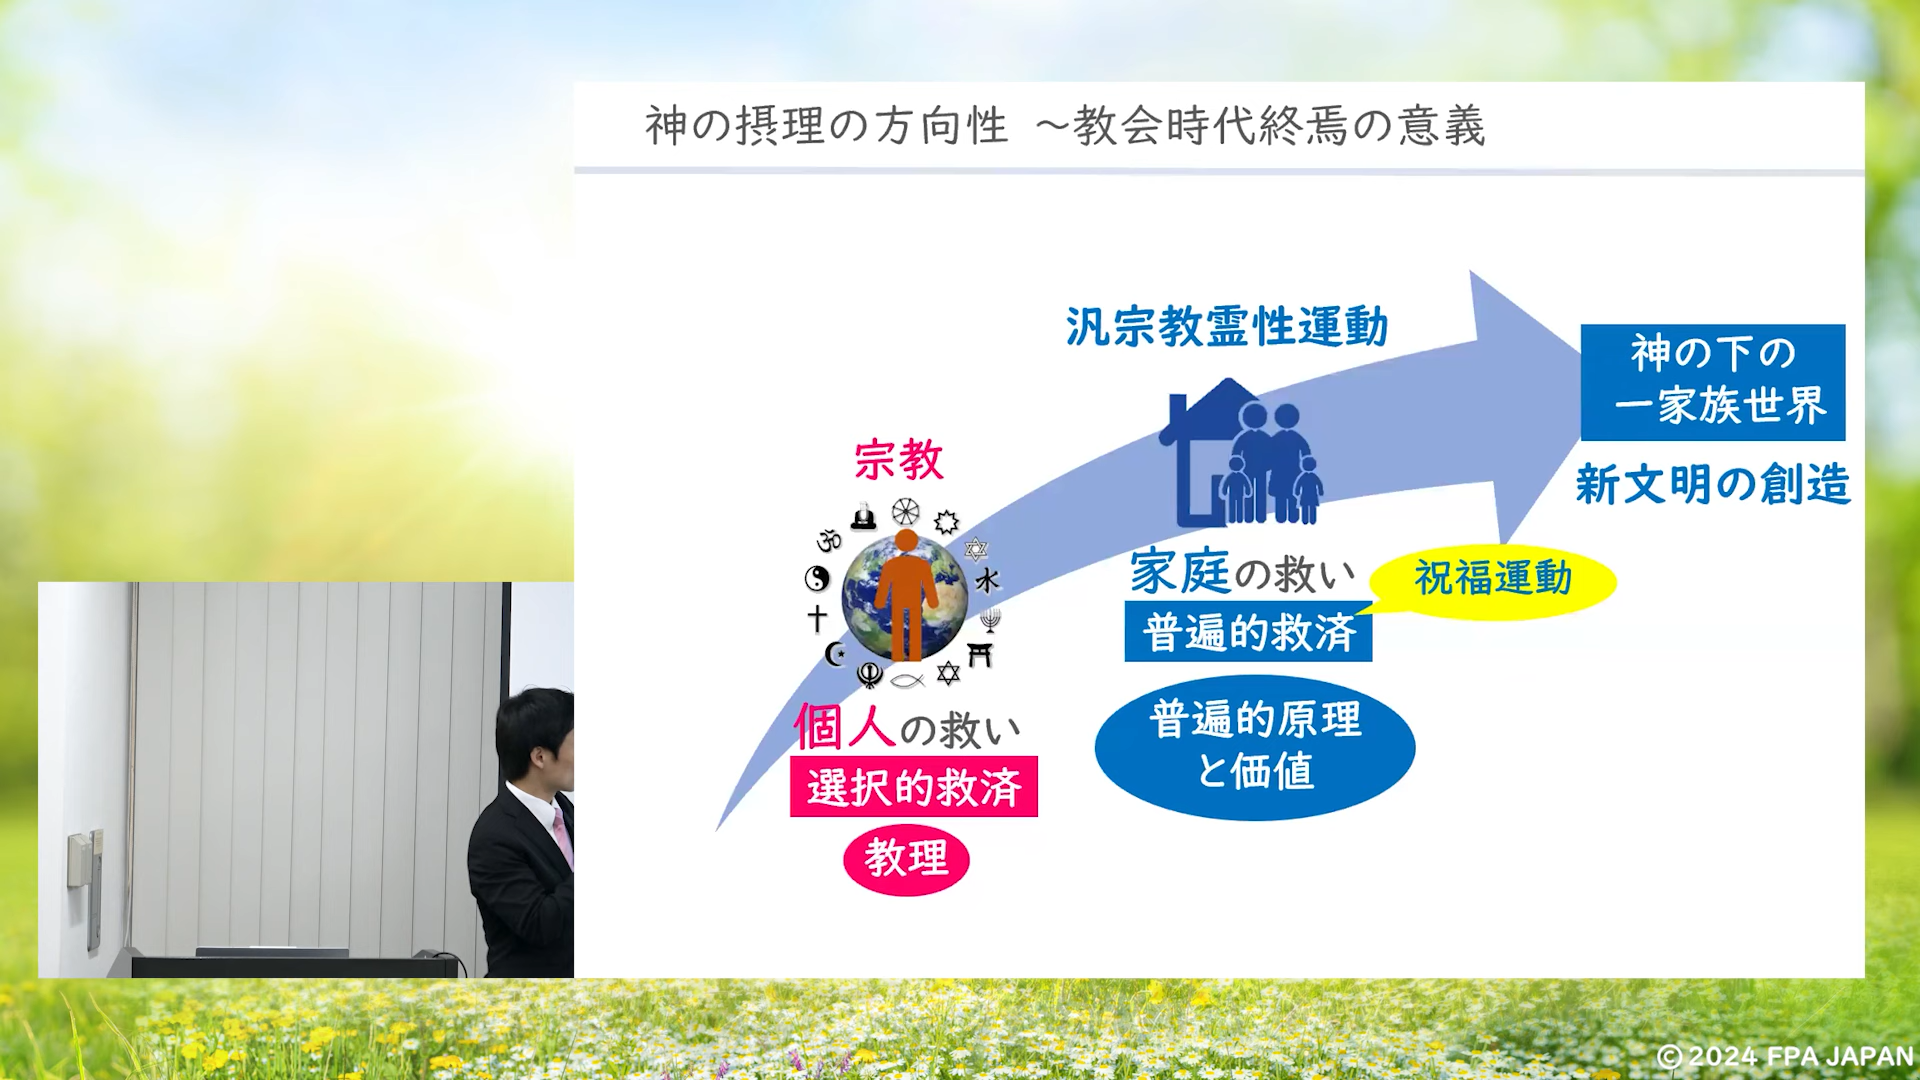 神の摂理の方向性 ～教会時代終焉の意義
汎宗教霊性運動
神の下の
一家族世界
新文明の創造
宗教
家庭の救い
祝福運動
普遍的救済
普遍的原理
と価値
個人の救い
選択的救済
教理
© 2024 FPA JAPAN